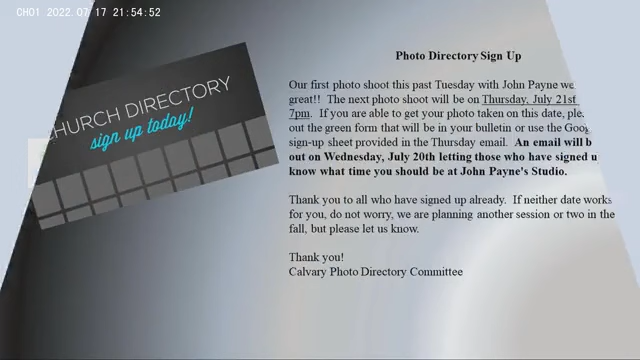 CH01 2022.07.17 21:54:52
CHURCH DIRECTORY
sign up today!
Photo Directory Sign Up
Our first photo shoot this past Tuesday with John Payne we
great!! The next photo shoot will be on Thursday, July 21st
7pm. If you are able to get your photo taken on this date, ple
out the green form that will be in your bulletin or use the Goog
sign-up sheet provided in the Thursday email. An email will b
out on Wednesday, July 20th letting those who have signed u
know what time you should be at John Payne's Studio.
Thank you to all who have signed up already. If neither date works
for you, do not worry, we are planning another session or two in the
fall, but please let us know.
Thank you!
Calvary Photo Directory Committee